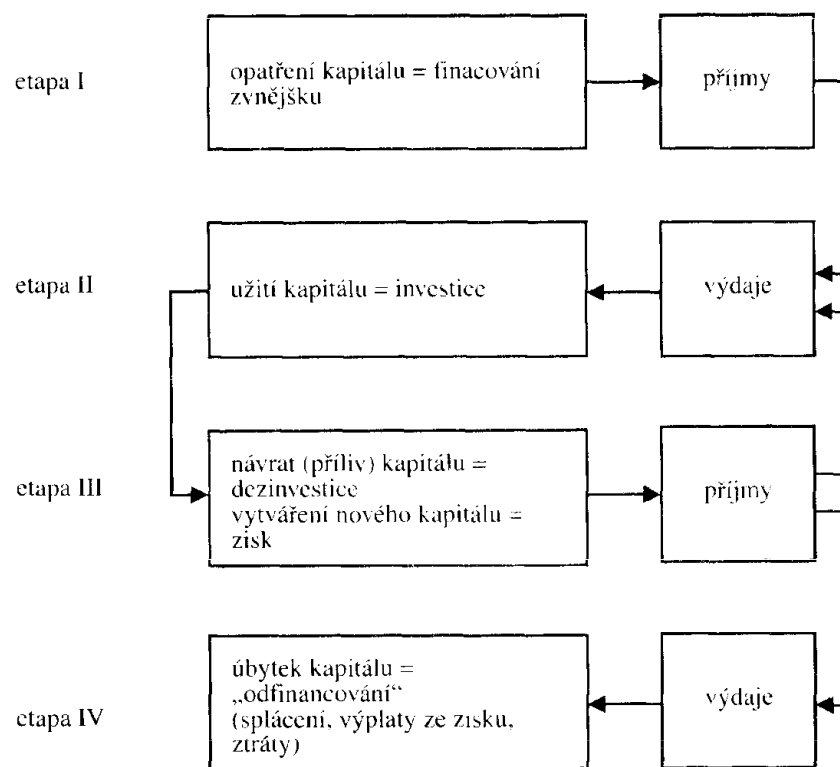 etapa I
opatření kapitálu = finacování
zvnějšku
příjmy
etapa II
užití kapitálu = investice
výdaje
etapa III
návrat (příliv) kapitálu =
dezinvestice
vytváření nového kapitálu =
zisk
příjmy
etapa IV
úbytek kapitálu =
„odfinancování“
(splácení, výplaty ze zisku,
ztráty)
výdaje